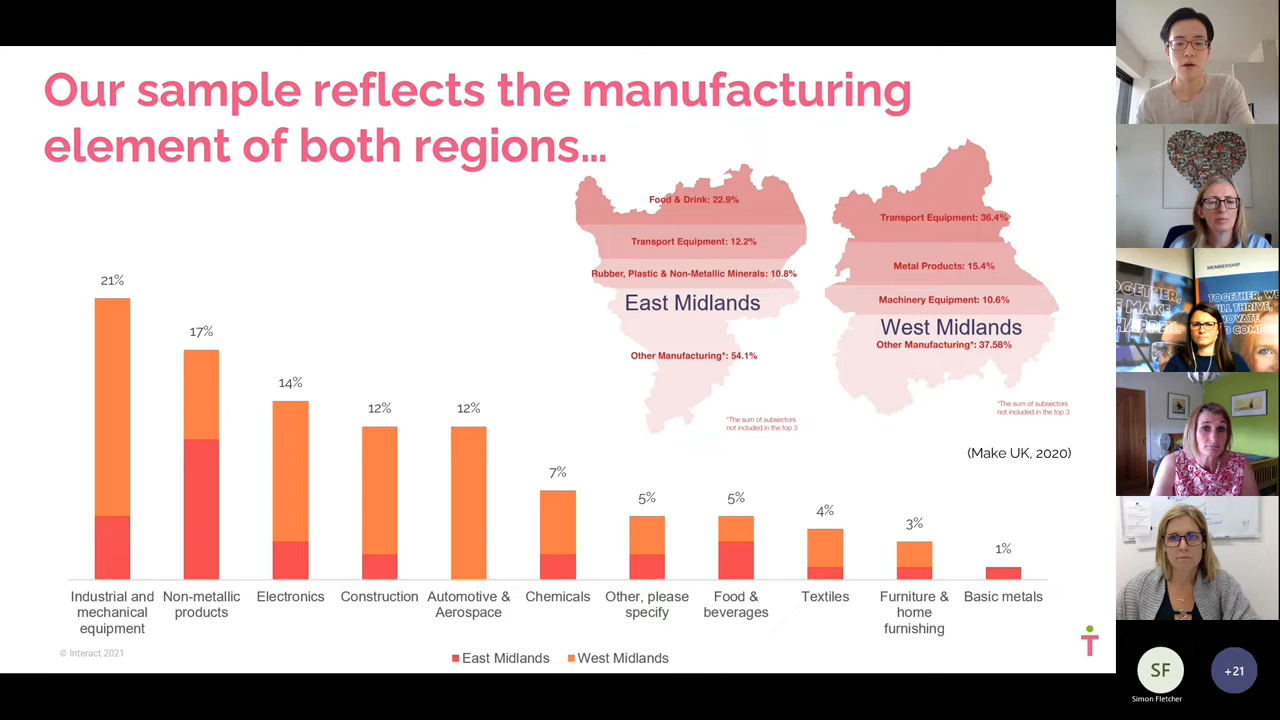 Our sample reflects the manufacturing
element of both regions...
Food & Drink: 22.9%
Transport Equipment: 12.2%
Rubber, Plastic & Non-Metallic Minerals: 10.8%
East Midlands
Other Manufacturing*: 54.1%
*The sum of subsectors
not included in the top 3
Transport Equipment: 36.4%
Metal Products: 15.4%
Machinery Equipment: 10.6%
West Midlands
Other Manufacturing*: 37.58%
*The sum of subsectors
not included in the top 3
(Make UK, 2020)
21%
17%
14%
12%
12%
7%
5%
5%
4%
3%
1%
Industrial and
mechanical
equipment
Non-metallic
products
Electronics
Construction
Automotive &
Aerospace
Chemicals
Other, please
specify
Food &
beverages
Textiles
Furniture &
home
furnishing
Basic metals
East Midlands
West Midlands
© Interact 2021
MEMBERSHIP
SF
Simon Fletcher
+21